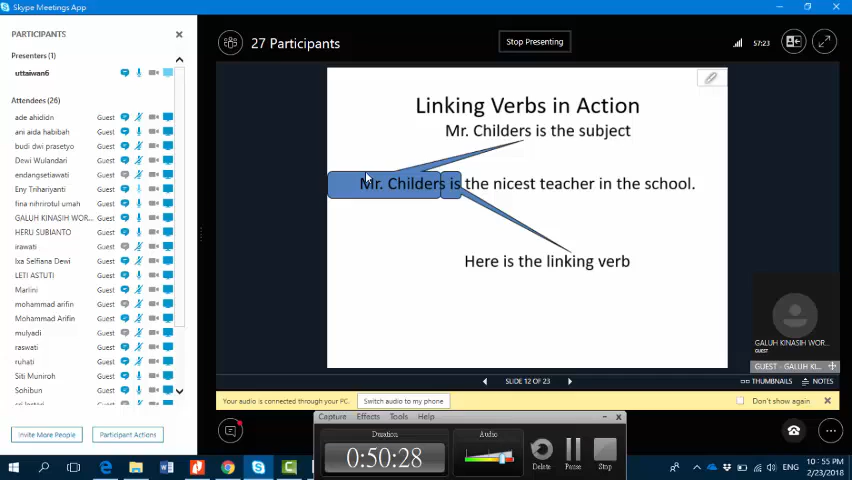 Skype Meetings App
PARTICIPANTS
Presenters (1)
uttaiwan6
Attendees (26)
ade ahididn Guest
ani aida habibah Guest
budi dwi prasetyo Guest
Dewi Wulandari Guest
endangsetiawati Guest
Eny Trihariyanti Guest
fina nihrirotul umah Guest
GALUH KINASIH WOR... Guest
HERU SUBIANTO Guest
irawati Guest
Ixa Selfiana Dewi Guest
LETI ASTUTI Guest
Marlini Guest
mohammad arifin Guest
Mohammad Arifin Guest
mulyadi Guest
raswati Guest
ruhati Guest
Siti Muniroh Guest
Sohibun Guest
Invite More People
Participant Actions
27 Participants
Stop Presenting
57:23
Linking Verbs in Action
Mr. Childers is the subject
Mr. Childers is the nicest teacher in the school.
Here is the linking verb
GALUH KINASIH WOR...
GUEST
GUEST - GALUH KI...
SLIDE 12 OF 23
THUMBNAILS
NOTES
Your audio is connected through your PC.
Switch audio to my phone
Don't show again
Capture Effects Tools Help
Duration
0:50:28
Audio
Delete
Pause
Stop
ENG
10:55 PM
2/23/2018